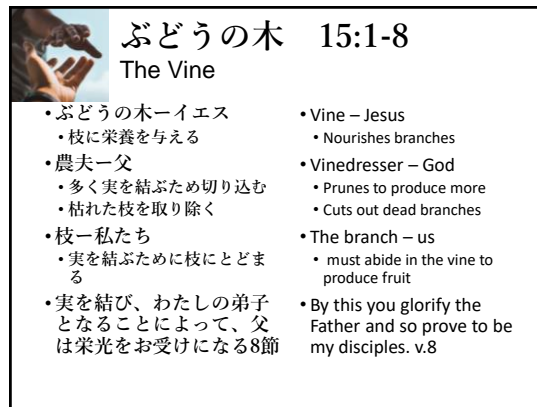 ぶどうの木　15:1-8
The Vine
•ぶどうの木ーイエス
•枝に栄養を与える
•農夫ー父
•多く実を結ぶため切り込む
•枯れた枝を取り除く
•枝ー私たち
•実を結ぶために枝にとどま
る
•実を結び、わたしの弟子
となることによって、父
は栄光をお受けになる8節
• Vine – Jesus
• Nourishes branches
• Vinedresser – God
• Prunes to produce more
• Cuts out dead branches
• The branch – us
• must abide in the vine to
produce fruit
• By this you glorify the
Father and so prove to be
my disciples. v.8